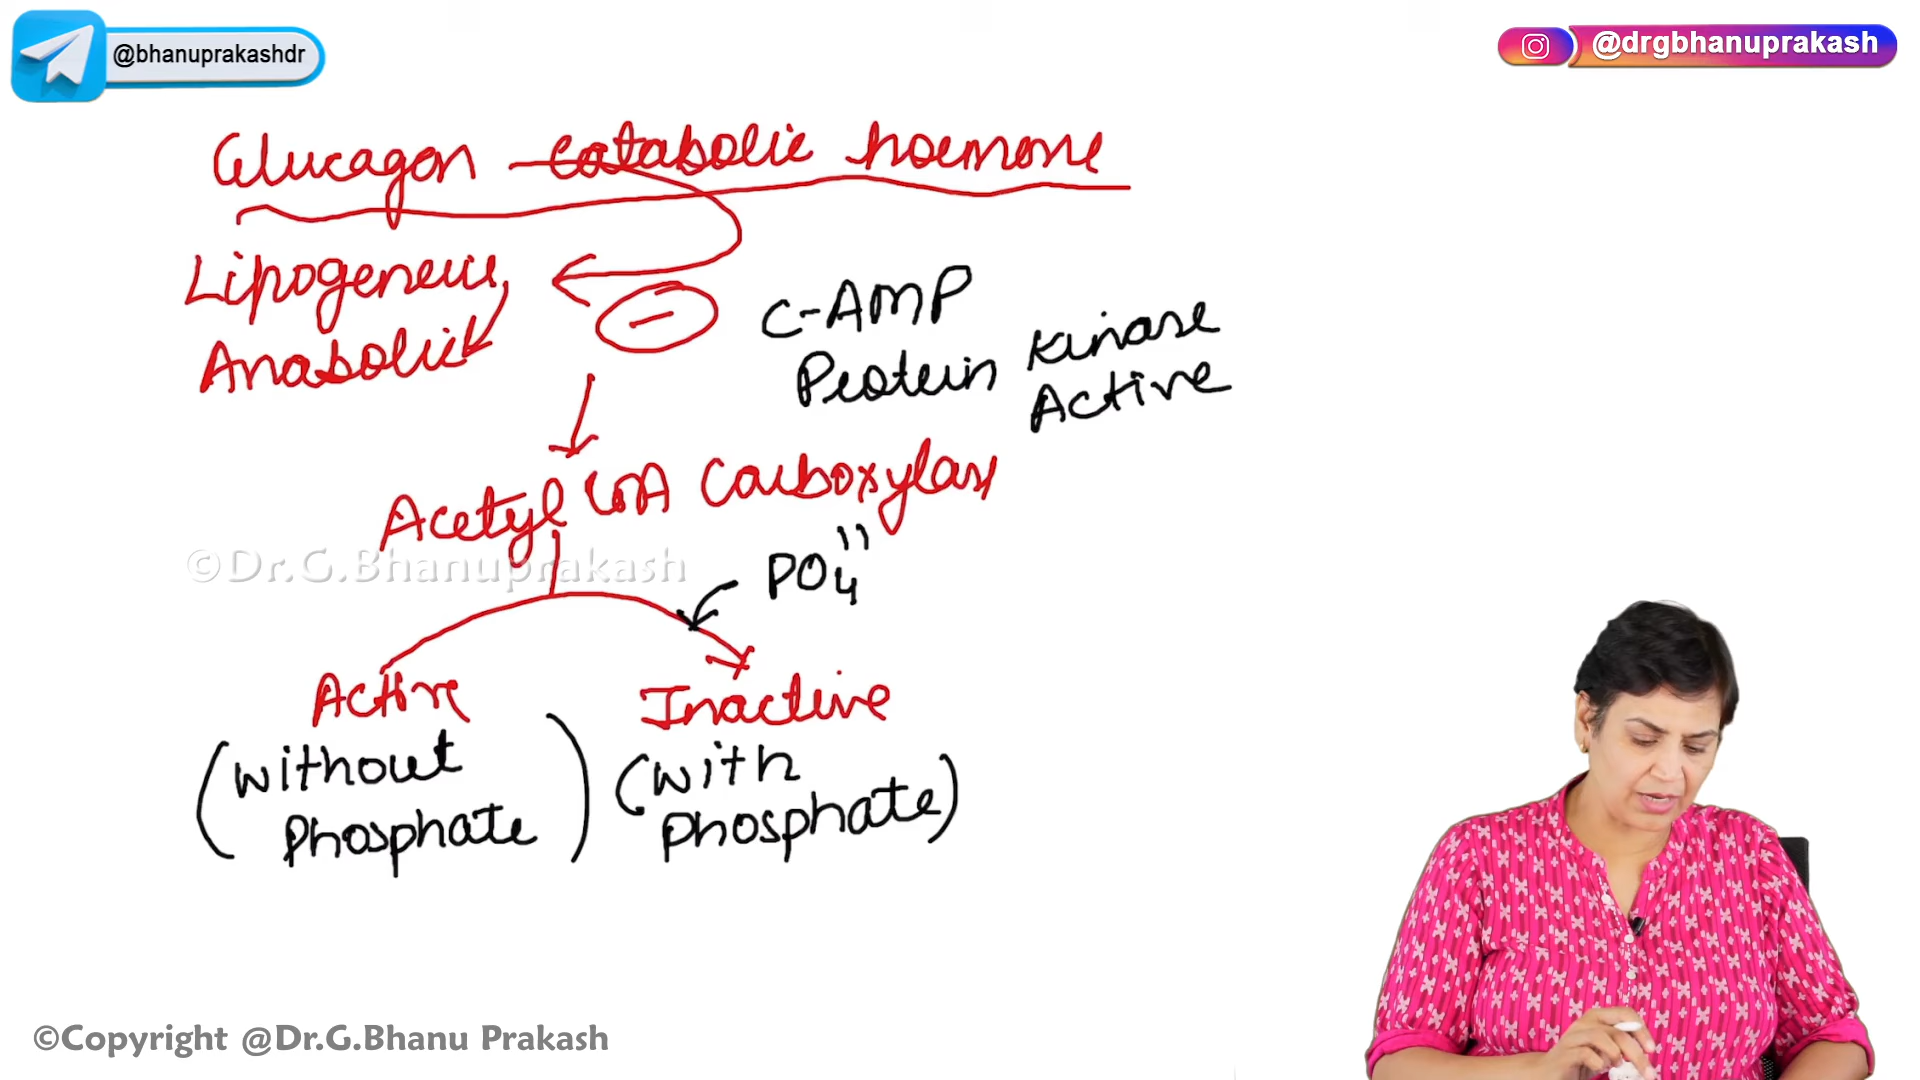 @bhanuprakashdr
@drgbhanuprakash
Glucagon - catabolic hormone
Lipogenesis
Anabolic
-
C-AMP
Protein Kinase
Active
Acetyl CoA Carboxylase
PO4"
©Dr.G.Bhanuprakash
Active Inactive
(without (with
Phosphate) Phosphate)
©Copyright @Dr.G.Bhanu Prakash